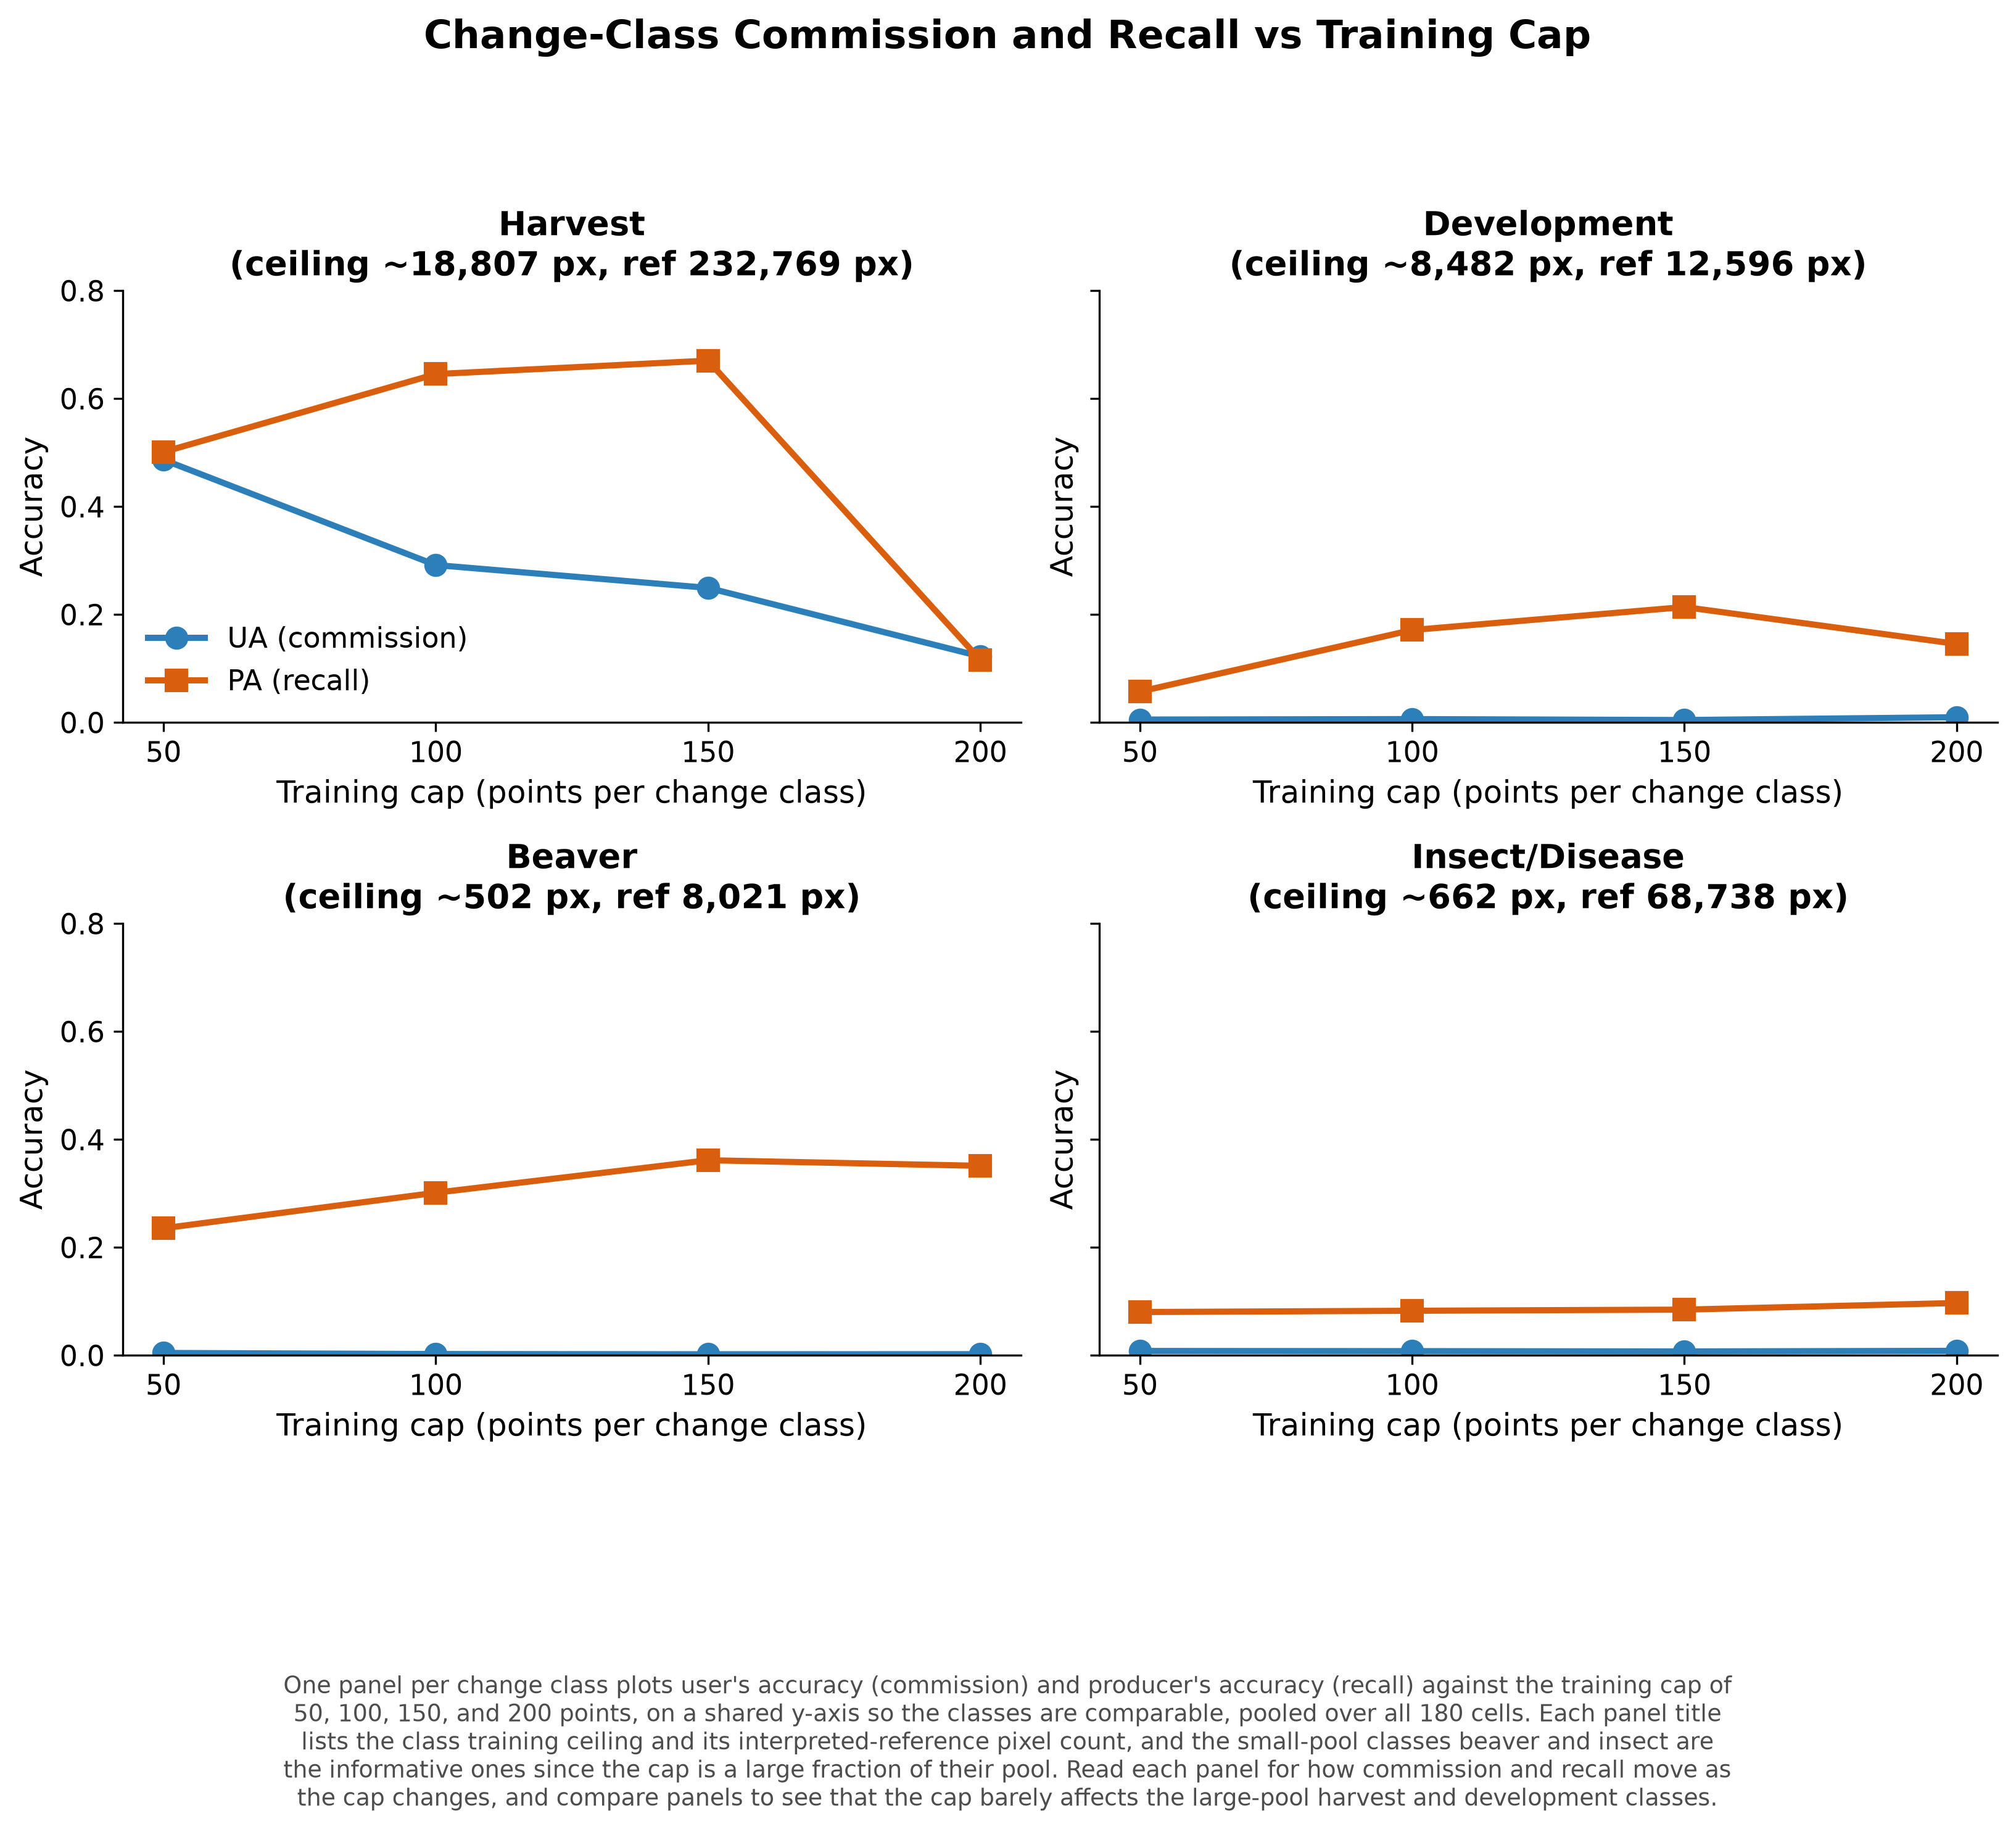 Change-Class Commission and Recall vs Training Cap
Harvest
(ceiling ~18,807 px, ref 232,769 px)
0.8
0.6
0.4
0.2
0.0
Accuracy
UA (commission)
PA (recall)
50 100 150 200
Training cap (points per change class)
Development
(ceiling ~8,482 px, ref 12,596 px)
Accuracy
50 100 150 200
Training cap (points per change class)
Beaver
(ceiling ~502 px, ref 8,021 px)
0.8
0.6
0.4
0.2
0.0
Accuracy
50 100 150 200
Training cap (points per change class)
Insect/Disease
(ceiling ~662 px, ref 68,738 px)
Accuracy
50 100 150 200
Training cap (points per change class)
One panel per change class plots user's accuracy (commission) and producer's accuracy (recall) against the training cap of
50, 100, 150, and 200 points, on a shared y-axis so the classes are comparable, pooled over all 180 cells. Each panel title
lists the class training ceiling and its interpreted-reference pixel count, and the small-pool classes beaver and insect are
the informative ones since the cap is a large fraction of their pool. Read each panel for how commission and recall move as
the cap changes, and compare panels to see that the cap barely affects the large-pool harvest and development classes.